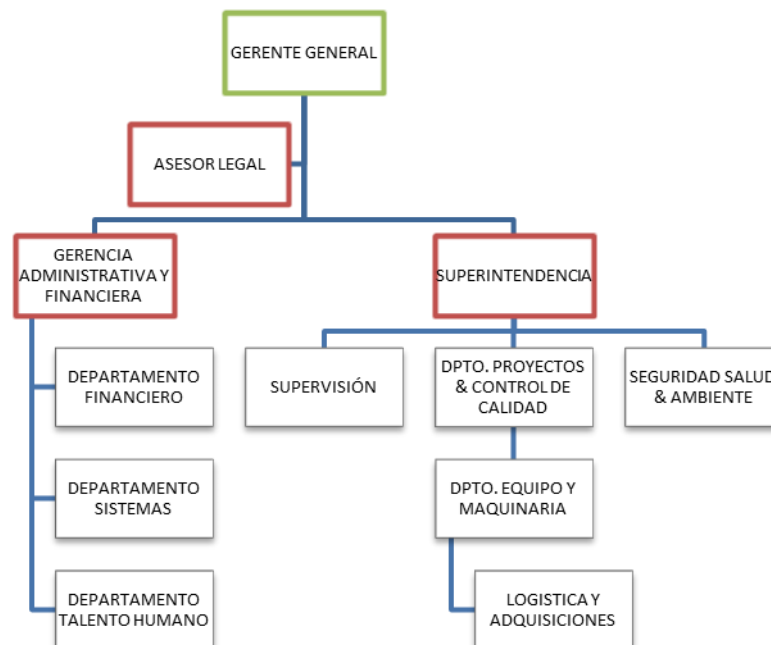 GERENTE GENERAL
ASESOR LEGAL
GERENCIA
ADMINISTRATIVA Y
FINANCIERA
SUPERINTENDENCIA
DEPARTAMENTO
FINANCIERO
SUPERVISIÓN
DPTO. PROYECTOS
& CONTROL DE
CALIDAD
SEGURIDAD SALUD
& AMBIENTE
DEPARTAMENTO
SISTEMAS
DPTO. EQUIPO Y
MAQUINARIA
DEPARTAMENTO
TALENTO HUMANO
LOGISTICA Y
ADQUISICIONES